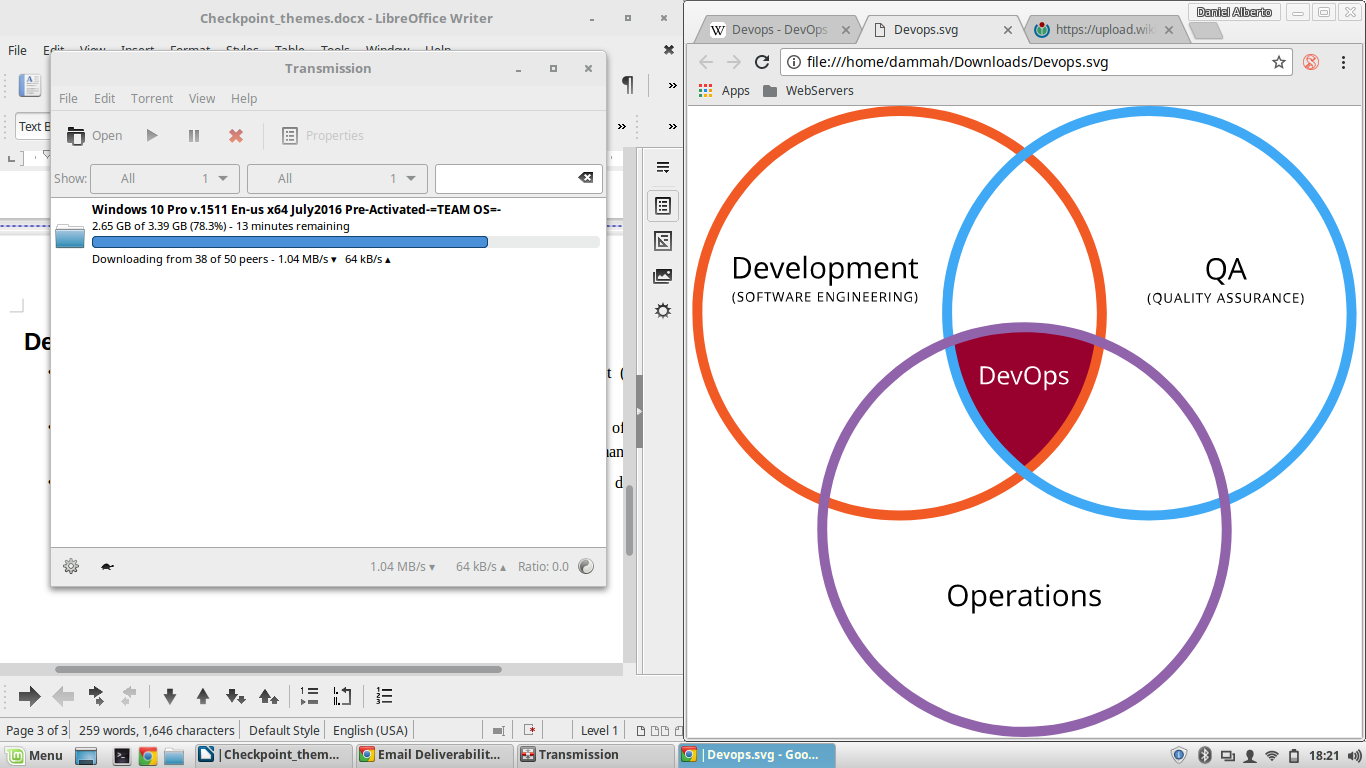 Checkpoint_themes.docx - LibreOffice Writer
File Edit View Insert Format Styles Table Tools Window Help
Text B
Transmission
File Edit Torrent View Help
Open Properties
Show: All 1 All 1
Windows 10 Pro v.1511 En-us x64 July2016 Pre-Activated-=TEAM OS=-
2.65 GB of 3.39 GB (78.3%) - 13 minutes remaining
Downloading from 38 of 50 peers - 1.04 MB/s ▾ 64 kB/s ▴
1.04 MB/s ▾ 64 kB/s ▴ Ratio: 0.0
De
t (
of
d
Page 3 of 3 259 words, 1,646 characters Default Style English (USA) Level 1
Daniel Alberto
Devops - DevOps Devops.svg https://upload.wik
file:///home/dammah/Downloads/Devops.svg
Apps WebServers
Development
(SOFTWARE ENGINEERING)
QA
(QUALITY ASSURANCE)
DevOps
Operations
Menu |Checkpoint_them... Email Deliverabilit... Transmission |Devops.svg - Goo... 18:21